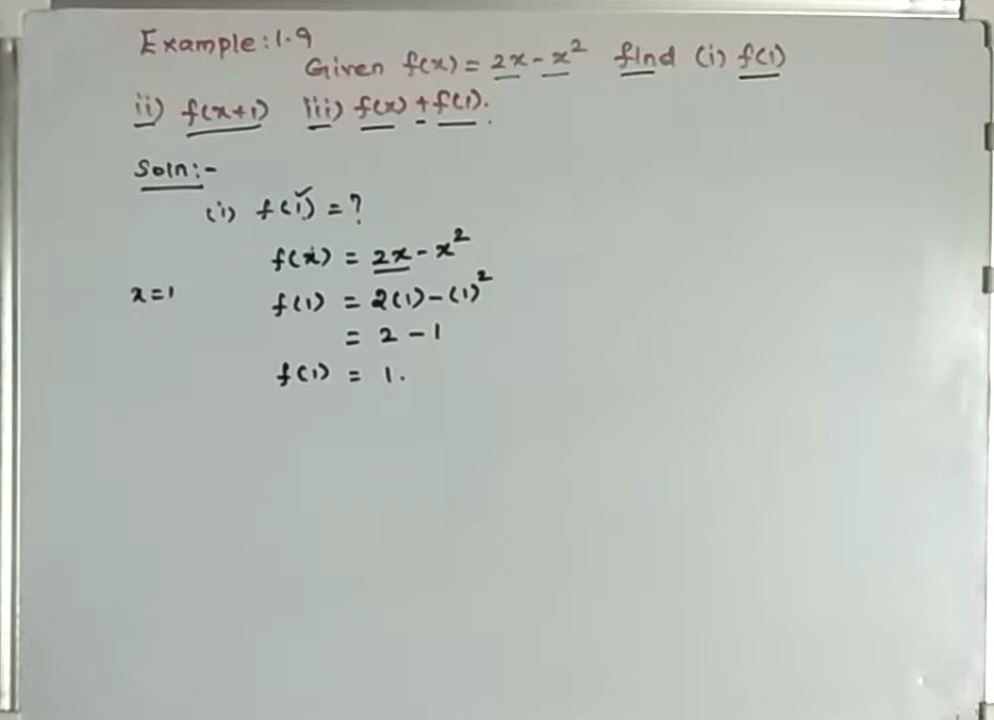 Example:1.9
Given f(x) = 2x - x² find (i) f(1)
ii) f(x+1) iii) f(x) + f(1).
Soln:-
(i) f(1) = ?
f(x) = 2x - x²
x=1 f(1) = 2(1) - (1)²
= 2 - 1
f(1) = 1.